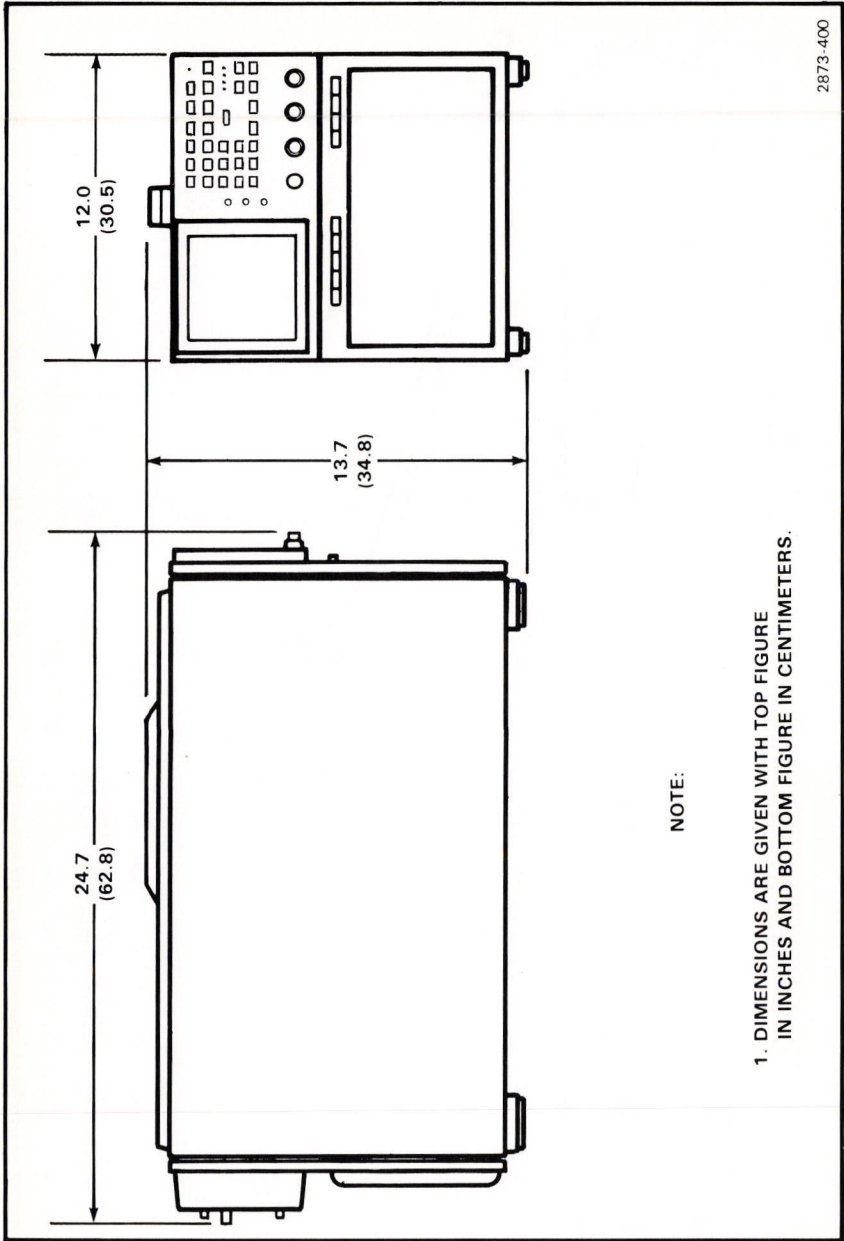 24.7
(62.8)
13.7
(34.8)
12.0
(30.5)
NOTE:
1. DIMENSIONS ARE GIVEN WITH TOP FIGURE
IN INCHES AND BOTTOM FIGURE IN CENTIMETERS.
2873-400